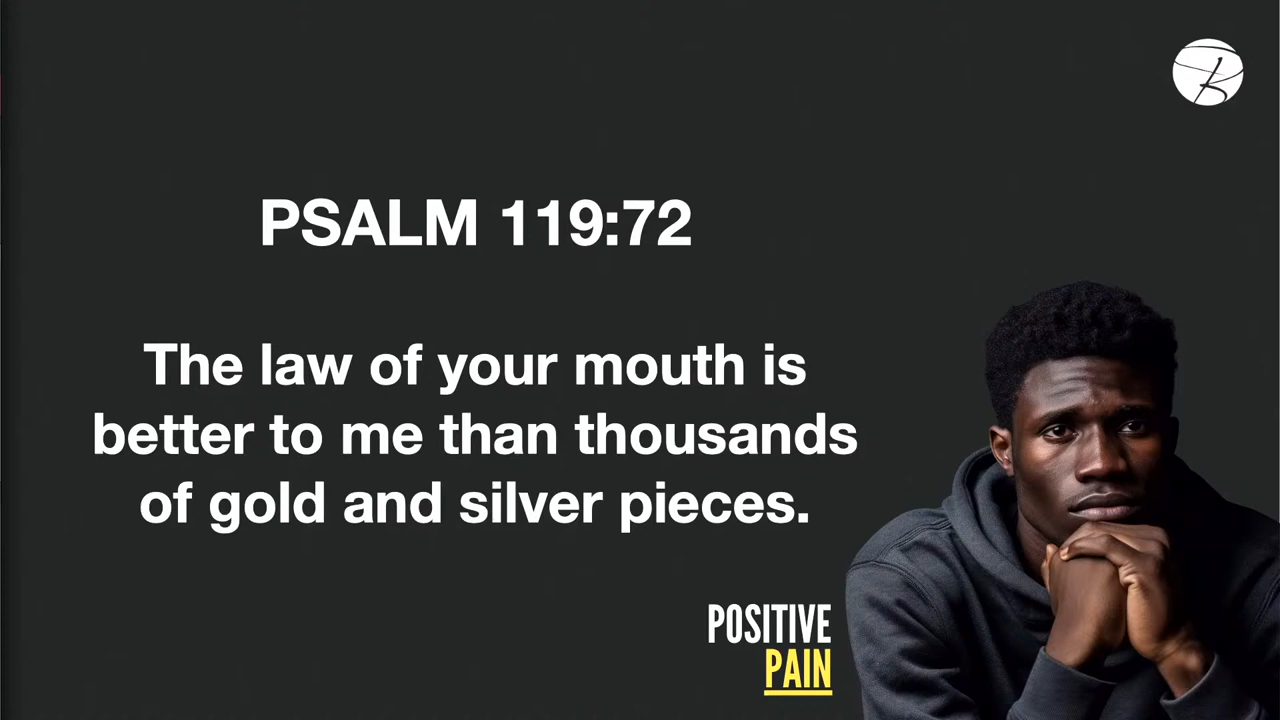 PSALM 119:72
The law of your mouth is
better to me than thousands
of gold and silver pieces.
POSITIVE
PAIN